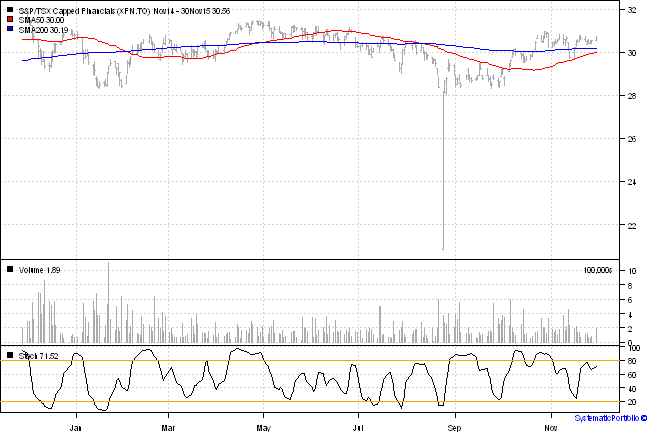 S&P/TSX Capped Financials (XFN.TO) Nov14 - 30Nov15 30.56
SMA50 30.00
SMA200 30.19
32
30
28
26
24
22
Volume 1.89
100,000s
10
8
6
4
2
0
Stoch 71.52
100
80
60
40
20
Jan Mar May Jul Sep Nov
SystematicPortfolio ©